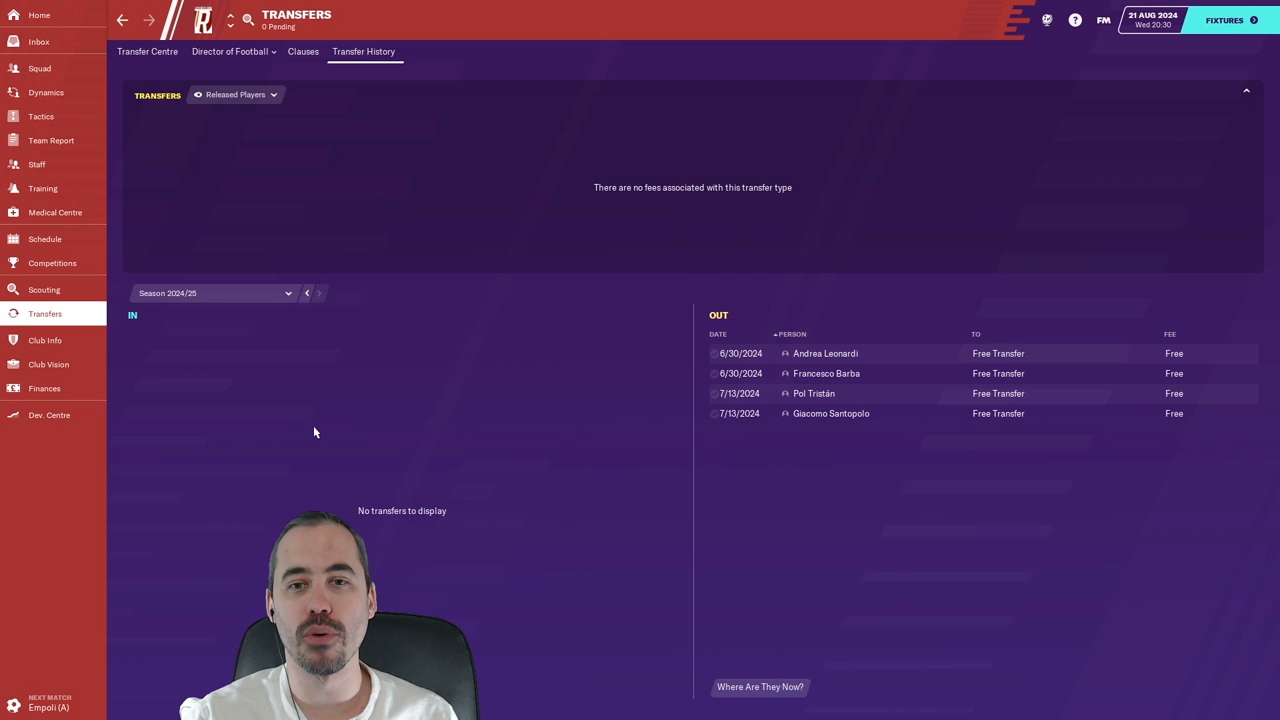 Home
Inbox
Squad
Dynamics
Tactics
Team Report
Staff
Training
Medical Centre
Schedule
Competitions
Scouting
Transfers
Club Info
Club Vision
Finances
Dev. Centre
NEXT MATCH
Empoli (A)
R
TRANSFERS
0 Pending
FM
21 AUG 2024
Wed 20:30
FIXTURES
Transfer Centre Director of Football Clauses Transfer History
TRANSFERS Released Players
There are no fees associated with this transfer type
Season 2024/25
IN
No transfers to display
OUT
DATE PERSON TO FEE
6/30/2024 Andrea Leonardi Free Transfer Free
6/30/2024 Francesco Barba Free Transfer Free
7/13/2024 Pol Tristán Free Transfer Free
7/13/2024 Giacomo Santopolo Free Transfer Free
Where Are They Now?